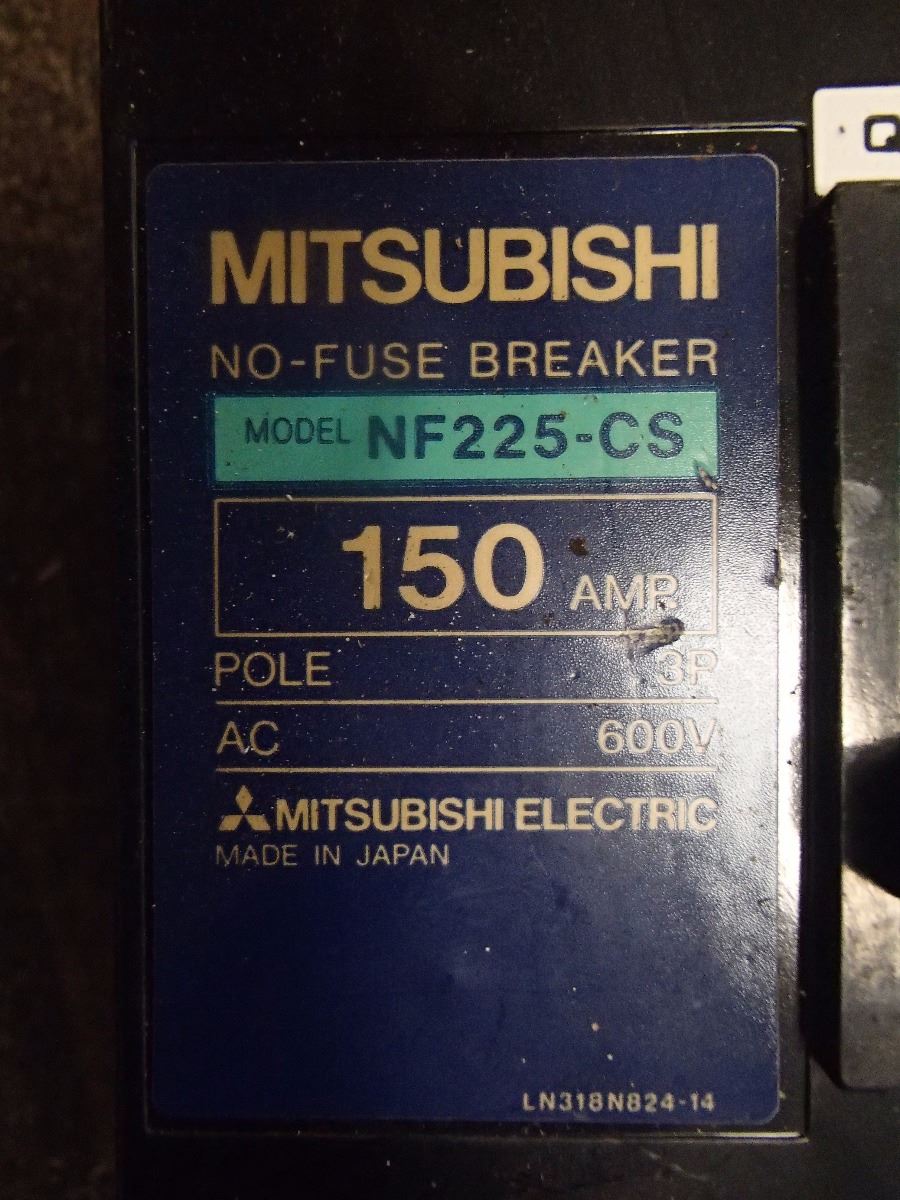 Q
MITSUBISHI
NO-FUSE BREAKER
MODEL NF225-CS
150 AMP.
POLE 3P
AC 600V
MITSUBISHI ELECTRIC
MADE IN JAPAN
LN318N824-14